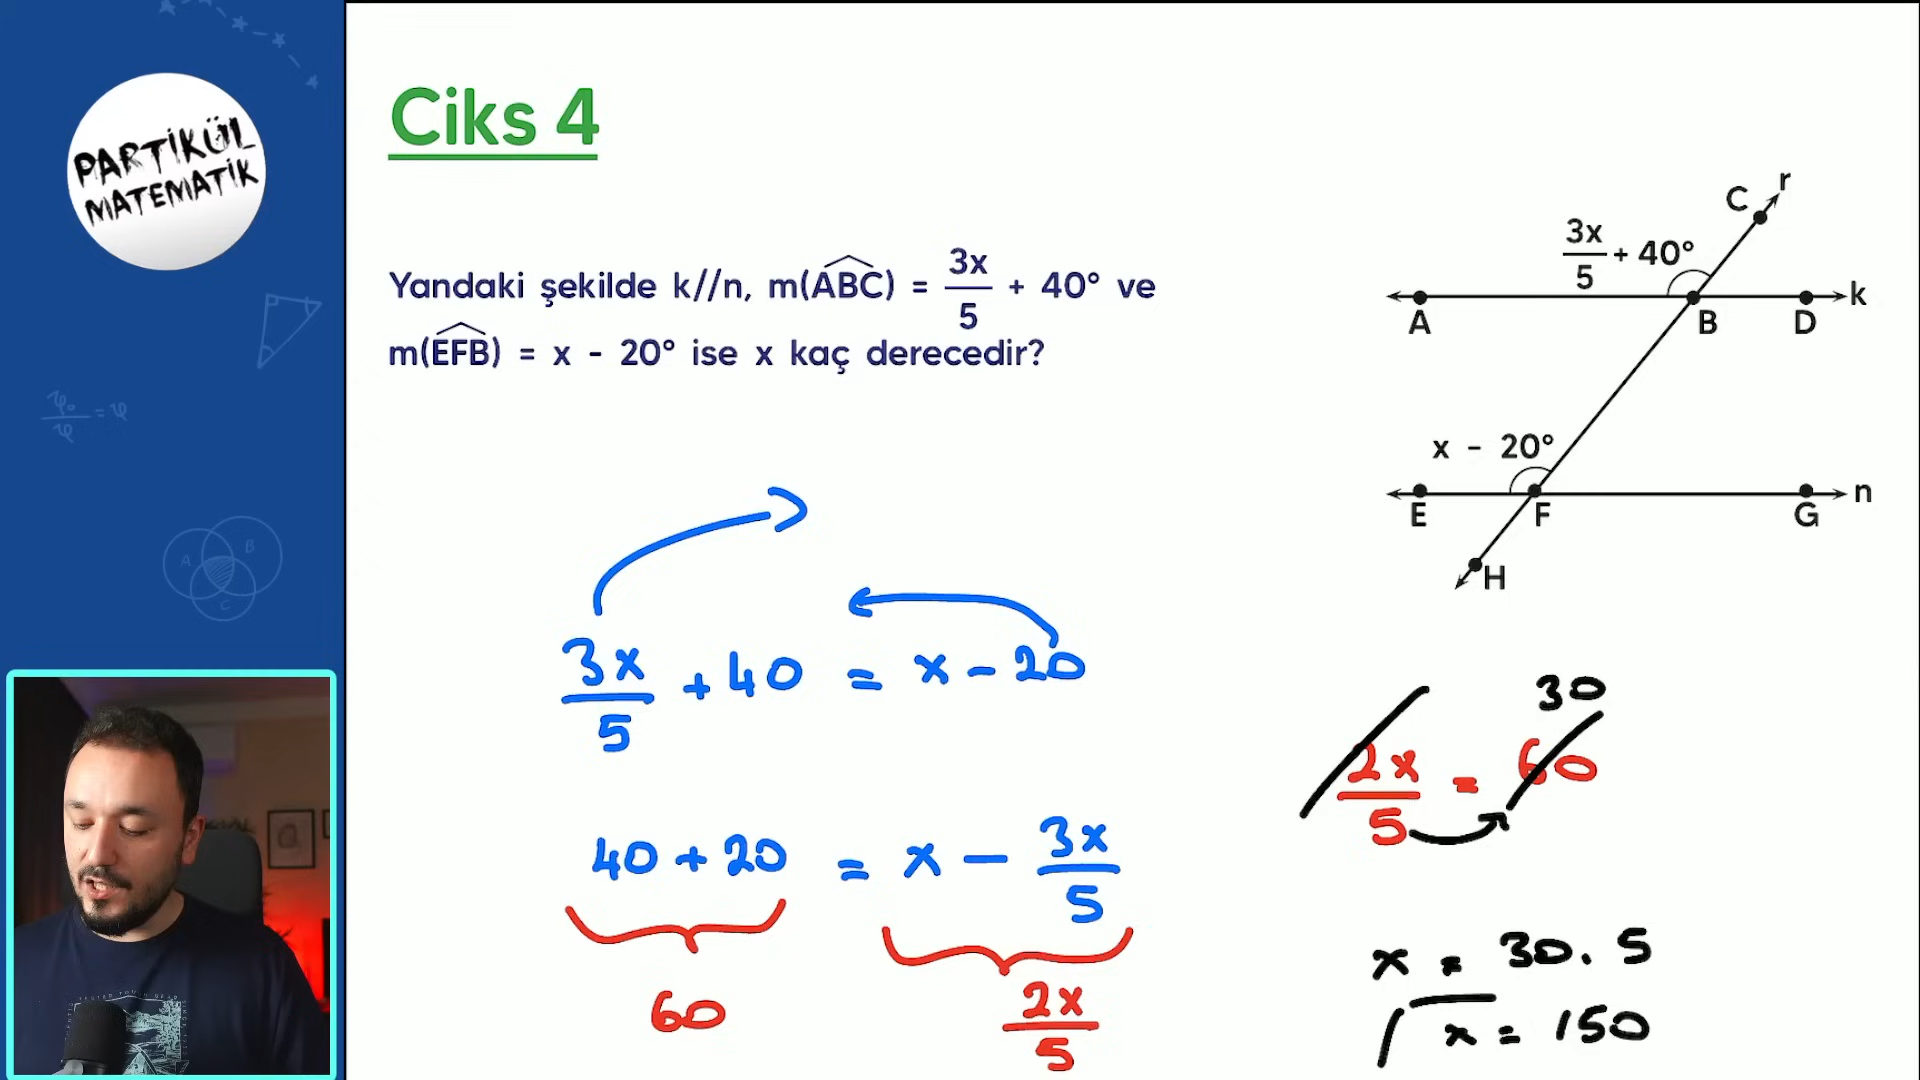 PARTİKÜL
MATEMATİK
Ciks 4
Yandaki şekilde k//n, m(ABC) = 3x/5 + 40° ve
m(EFB) = x - 20° ise x kaç derecedir?
C r
3x/5 + 40°
k
A B D
x - 20°
n
E F G
H
3x/5 + 40 = x - 20
30
2x/5 = 60
40 + 20 = x - 3x/5
60
2x/5
x = 30.5
x = 150
φ₀/φ = φ
A B
C